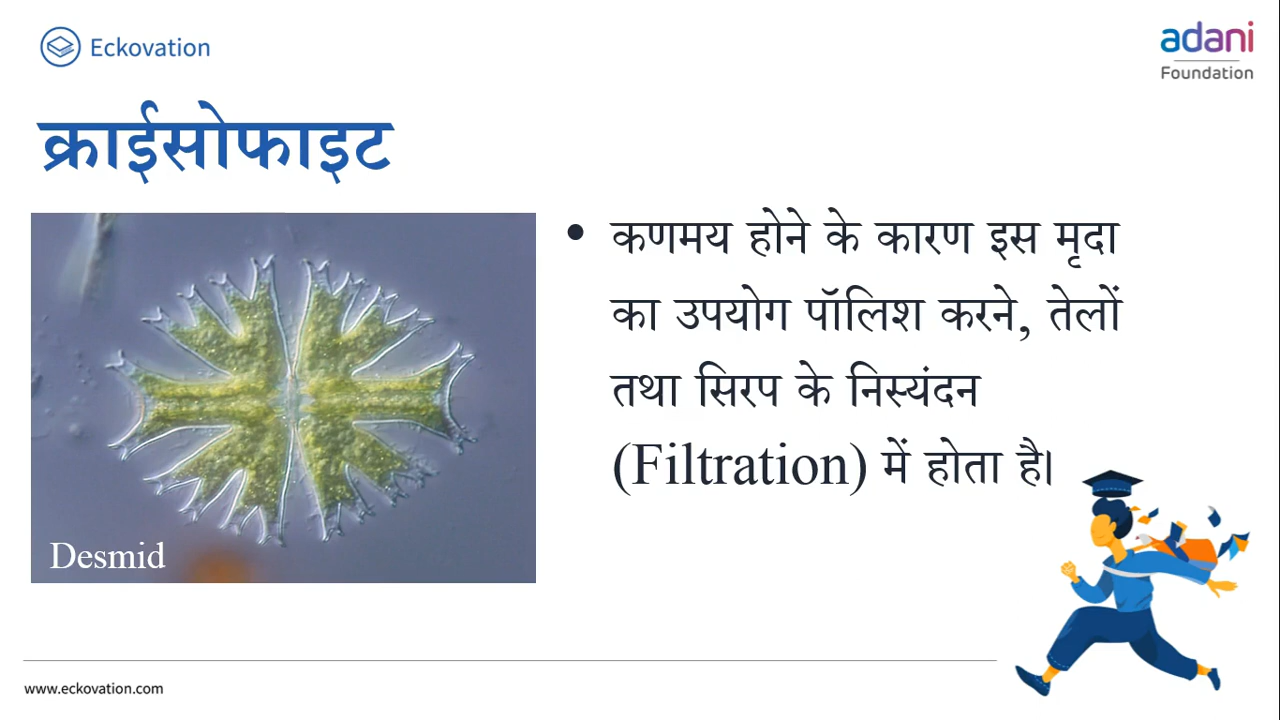 Eckovation
adani
Foundation
क्राईसोफाइट
• कणमय होने के कारण इस मृदा
का उपयोग पॉलिश करने, तेलों
तथा सिरप के निस्यंदन
(Filtration) में होता है।
Desmid
www.eckovation.com